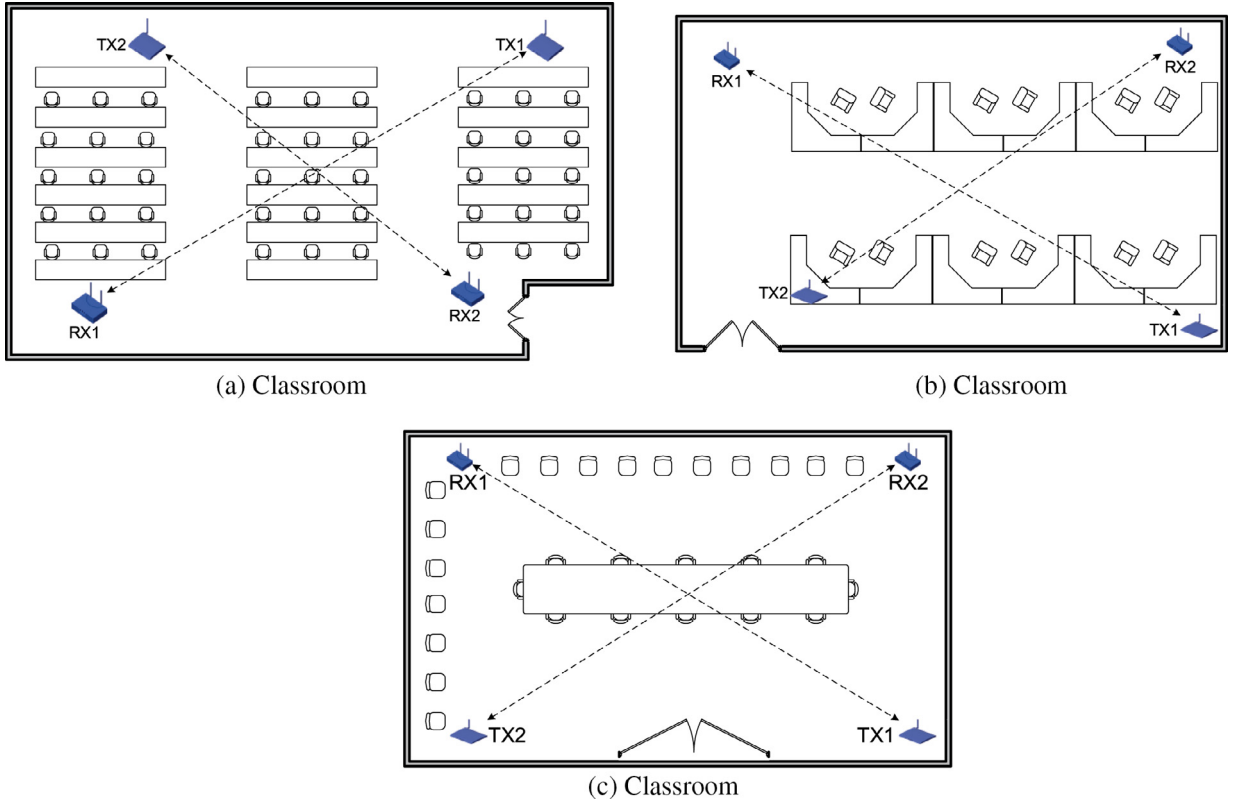 TX2
TX1
RX1
RX2
(a) Classroom
RX1
RX2
TX2
TX1
(b) Classroom
RX1
RX2
TX2
TX1
(c) Classroom